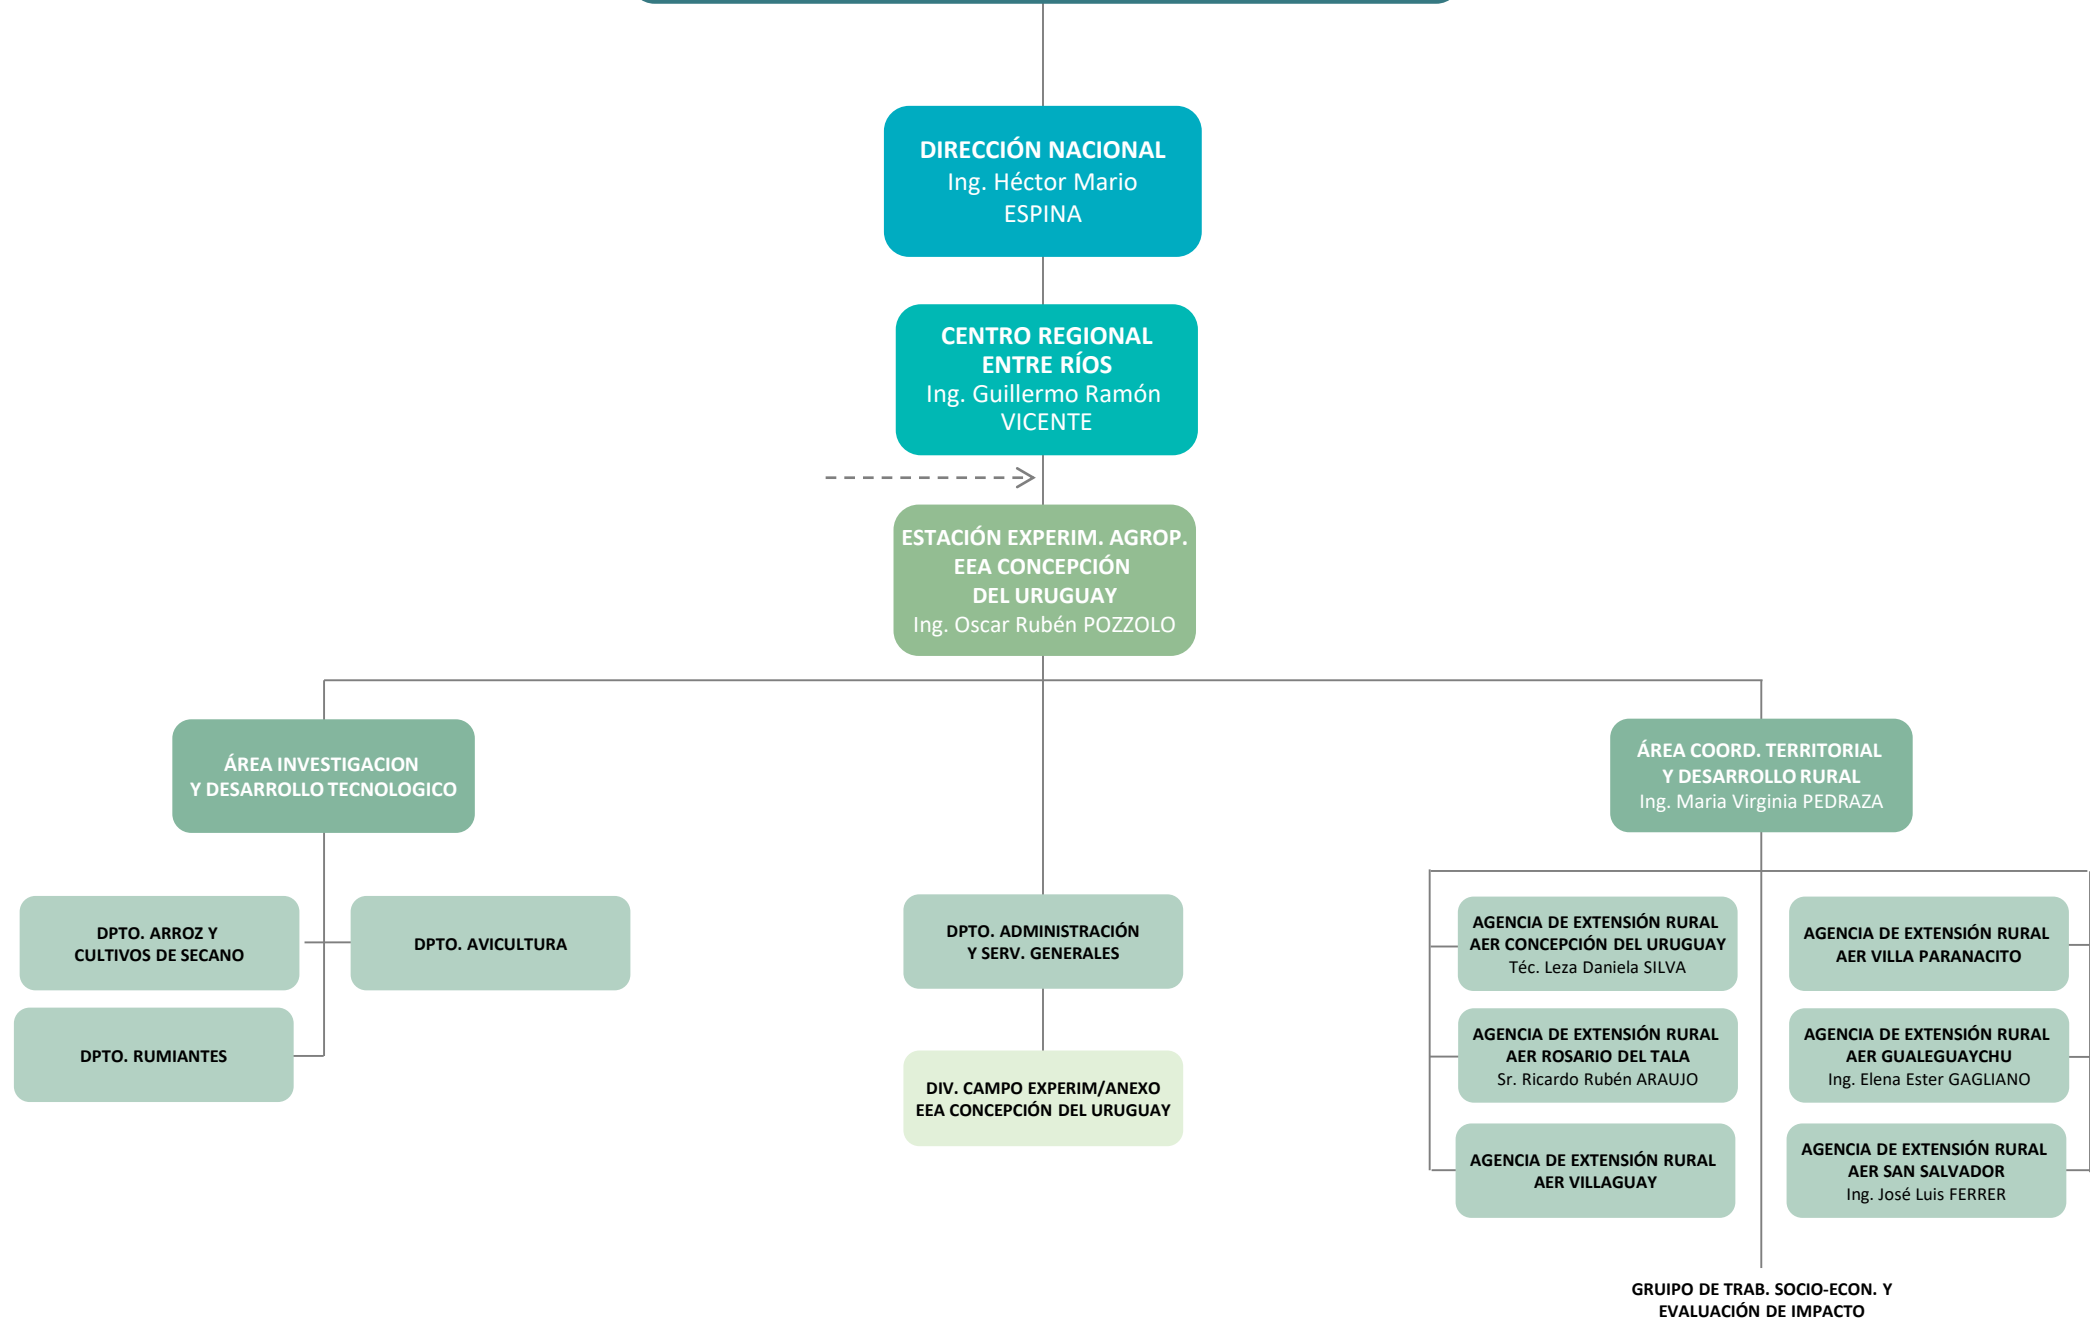 DIRECCIÓN NACIONAL
Ing. Héctor Mario
ESPINA
CENTRO REGIONAL
ENTRE RÍOS
Ing. Guillermo Ramón
VICENTE
ESTACIÓN EXPERIM. AGROP.
EEA CONCEPCIÓN
DEL URUGUAY
Ing. Oscar Rubén POZZOLO
ÁREA INVESTIGACION
Y DESARROLLO TECNOLOGICO
ÁREA COORD. TERRITORIAL
Y DESARROLLO RURAL
Ing. Maria Virginia PEDRAZA
DPTO. ARROZ Y
CULTIVOS DE SECANO
DPTO. AVICULTURA
DPTO. RUMIANTES
DPTO. ADMINISTRACIÓN
Y SERV. GENERALES
DIV. CAMPO EXPERIM/ANEXO
EEA CONCEPCIÓN DEL URUGUAY
AGENCIA DE EXTENSIÓN RURAL
AER CONCEPCIÓN DEL URUGUAY
Téc. Leza Daniela SILVA
AGENCIA DE EXTENSIÓN RURAL
AER VILLA PARANACITO
AGENCIA DE EXTENSIÓN RURAL
AER ROSARIO DEL TALA
Sr. Ricardo Rubén ARAUJO
AGENCIA DE EXTENSIÓN RURAL
AER GUALEGUAYCHU
Ing. Elena Ester GAGLIANO
AGENCIA DE EXTENSIÓN RURAL
AER VILLAGUAY
AGENCIA DE EXTENSIÓN RURAL
AER SAN SALVADOR
Ing. José Luis FERRER
GRUIPO DE TRAB. SOCIO-ECON. Y
EVALUACIÓN DE IMPACTO